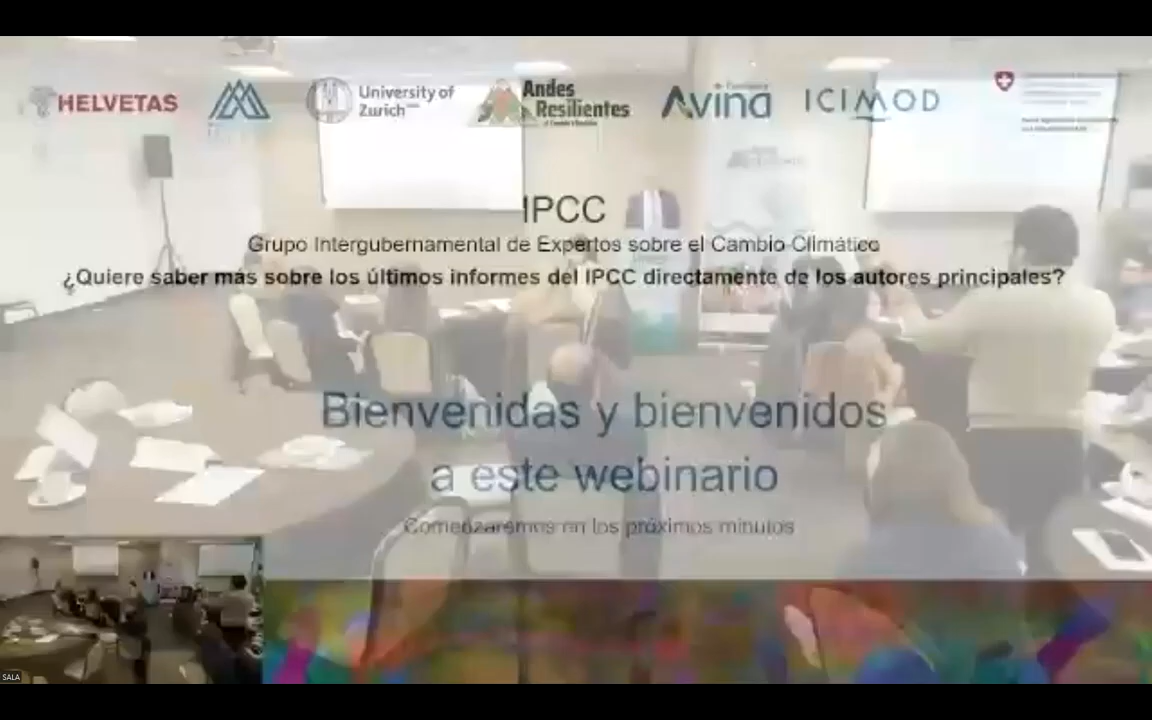 HELVETAS
University of
Zurich
Andes
Resilientes
avina
ICIMOD
IPCC
Grupo Intergubernamental de Expertos sobre el Cambio Climático
¿Quiere saber más sobre los últimos informes del IPCC directamente de los autores principales?
Bienvenidas y bienvenidos
a este webinario
Comenzaremos en los próximos minutos
SALA